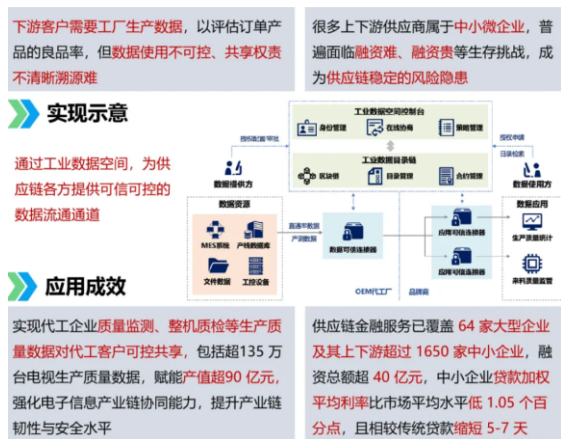 下游客户需要工厂生产数据，以评估订单产
品的良品率，但数据使用不可控、共享权责
不清晰溯源难
很多上下游供应商属于中小微企业，普
遍面临融资难、融资贵等生存挑战，成
为供应链稳定的风险隐患
实现示意
通过工业数据空间，为供
应链各方提供可信可控的
数据流通通道
工业数据空间控制台
身份管理
在线协商
策略管理
授权申请
目录检索
工业数据目录链
区块链
目录管理
合约管理
数据提供方
数据使用方
数据资源
MES系统
产线数据库
文件数据
工控设备
直通率数据
产测数据
数据可信连接器
应用可信连接器
应用可信连接器
OEM代工厂
品牌商
数据应用
生产质量统计
来料质量监管
应用成效
实现代工企业质量监测、整机质检等生产质
量数据对代工客户可控共享，包括超135 万
台电视生产质量数据，赋能产值超90 亿元，
强化电子信息产业链协同能力，提升产业链
韧性与安全水平
供应链金融服务已覆盖 64 家大型企业
及其上下游超过 1650 家中小企业，融
资总额超 40 亿元，中小企业贷款加权
平均利率比市场平均水平低 1.05 个百
分点，且相较传统贷款缩短 5-7 天